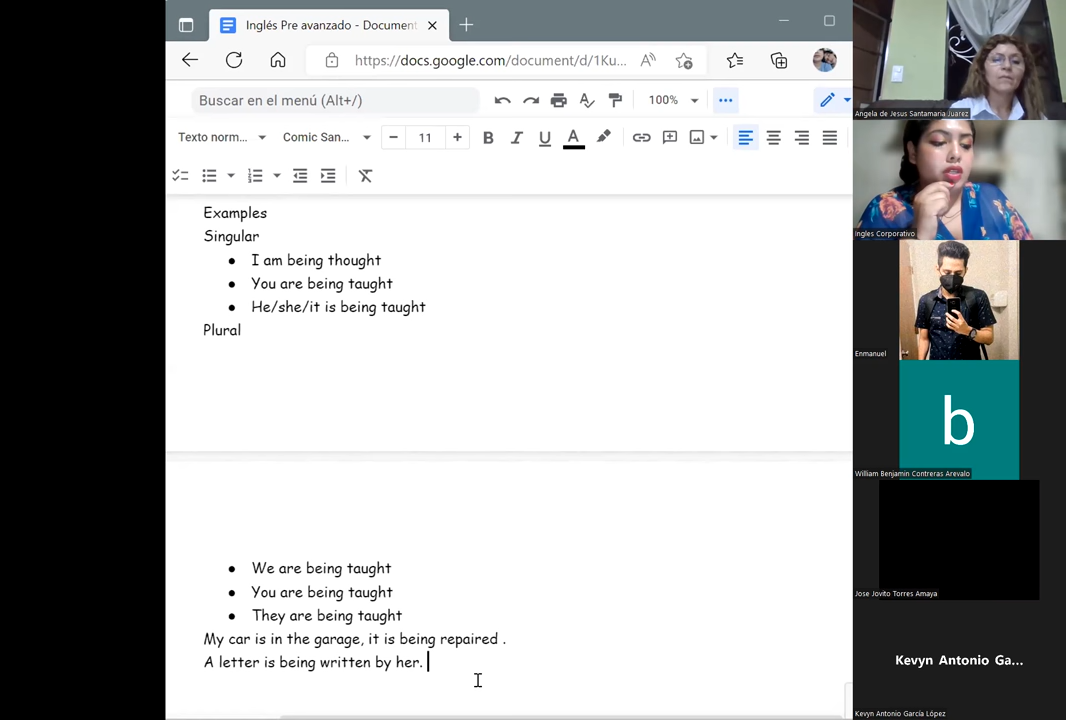 Inglés Pre avanzado - Document
https://docs.google.com/document/d/1Ku...
Buscar en el menú (Alt+/)
100%
Texto norm...
Comic San...
11
Examples
Singular
I am being thought
You are being taught
He/she/it is being taught
Plural
We are being taught
You are being taught
They are being taught
My car is in the garage, it is being repaired .
A letter is being written by her.
Angela de Jesus Santamaria Juarez
Ingles Corporativo
Enmanuel
b
William Benjamin Contreras Arevalo
Jose Jovito Torres Amaya
Kevyn Antonio Ga...
Kevyn Antonio García López